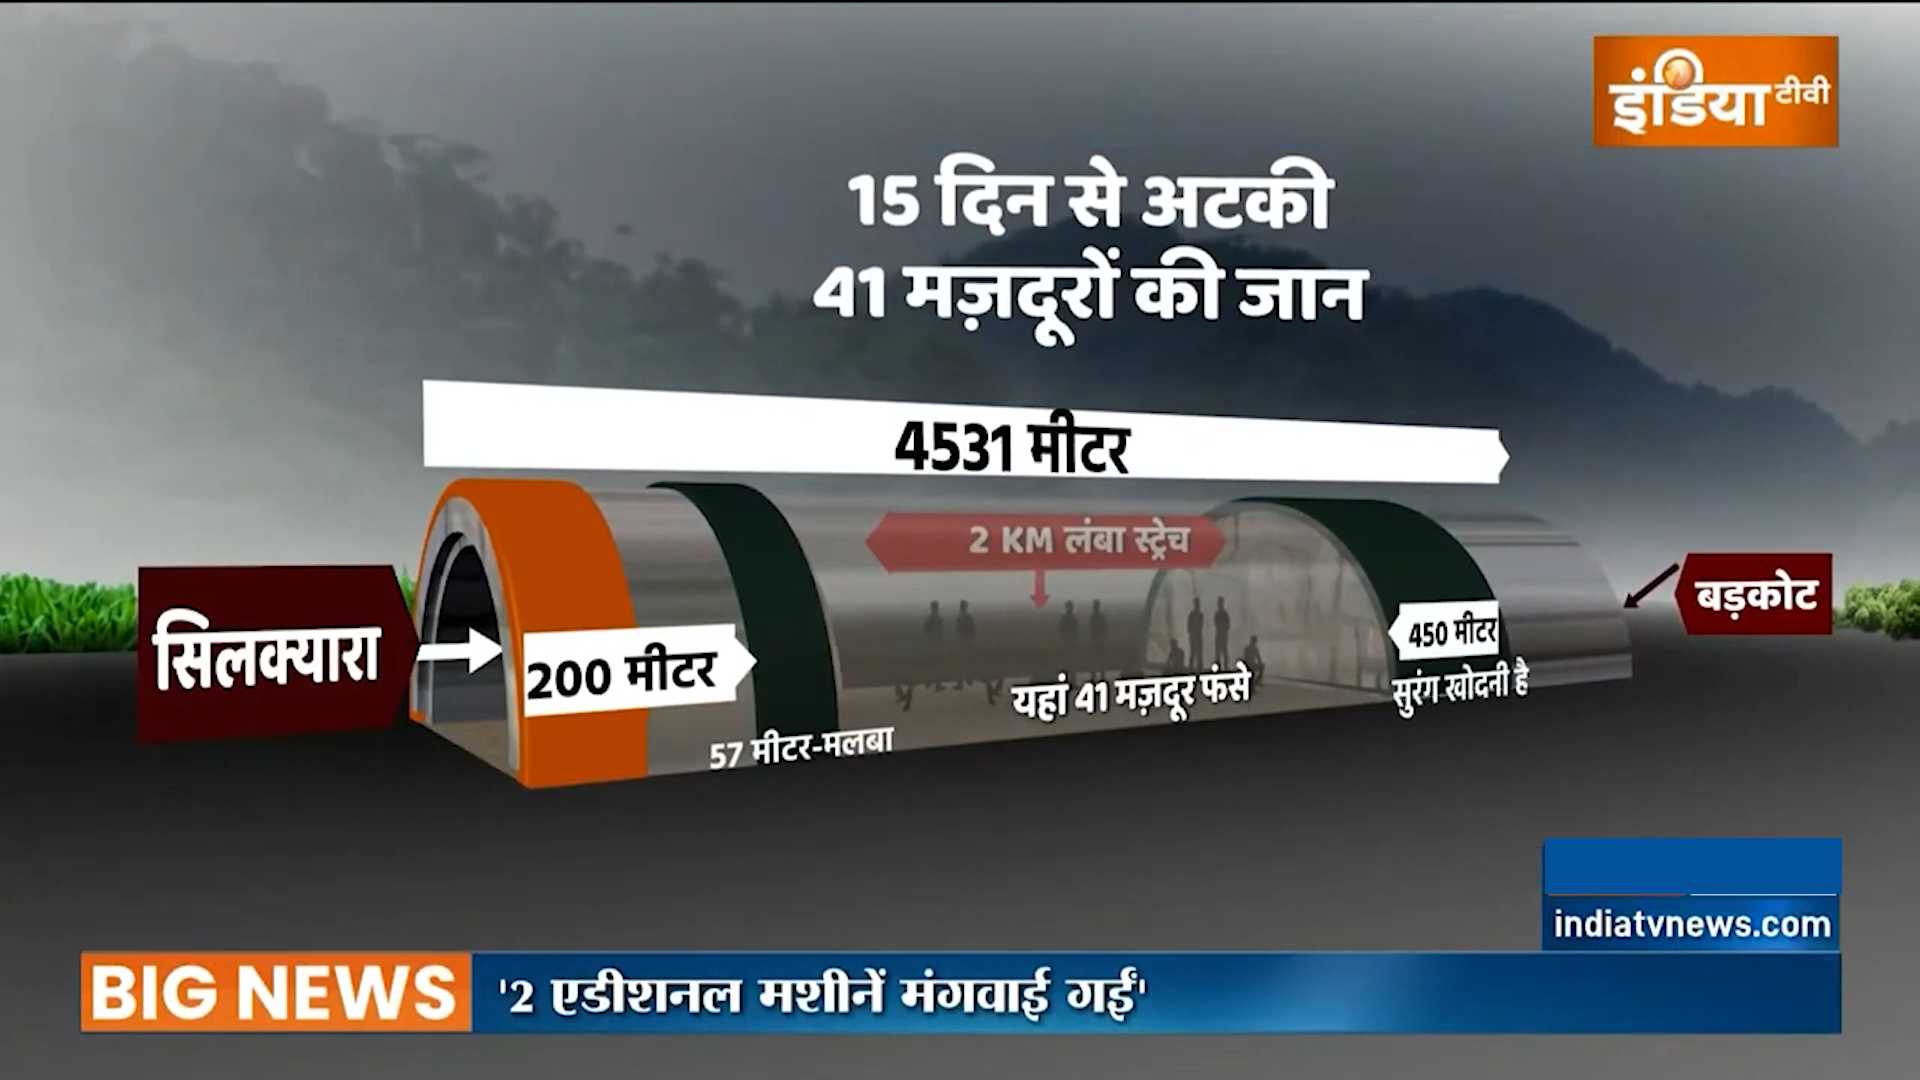 इंडिया टीवी
15 दिन से अटकी
41 मज़दूरों की जान
4531 मीटर
2 KM लंबा स्ट्रेच
सिलक्यारा
बड़कोट
200 मीटर
450 मीटर
सुरंग खोदनी है
यहां 41 मज़दूर फंसे
57 मीटर-मलबा
indiatvnews.com
BIG NEWS
'2 एडीशनल मशीनें मंगवाई गईं'